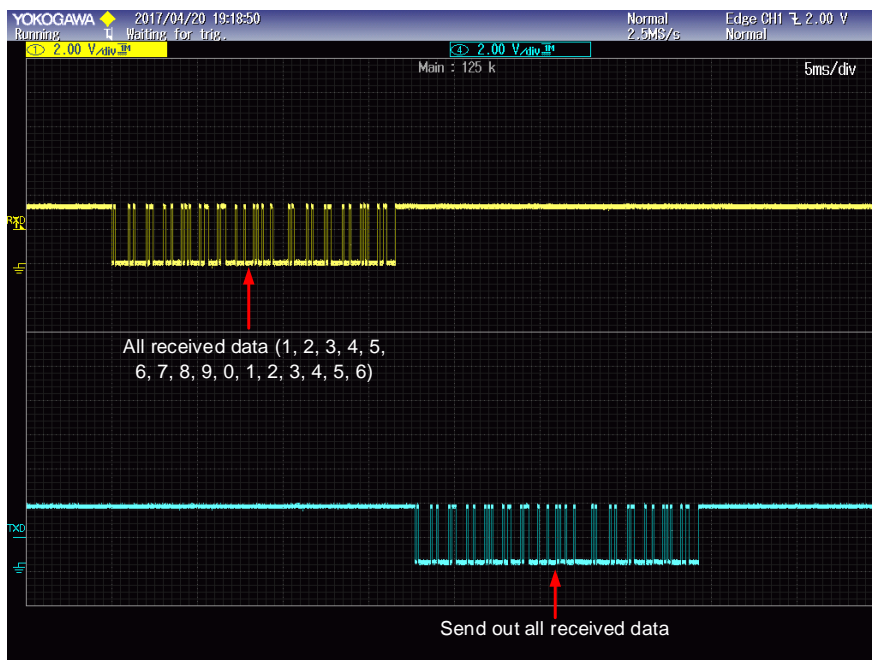 YOKOGAWA 2017/04/20 19:18:50 Normal Edge CH1 2.00 V
Running Waiting for trig. 2.5MS/s Normal
1 2.00 V/div 4 2.00 V/div
Main : 125 k 5ms/div
RXD
All received data (1, 2, 3, 4, 5,
6, 7, 8, 9, 0, 1, 2, 3, 4, 5, 6)
TXD
Send out all received data